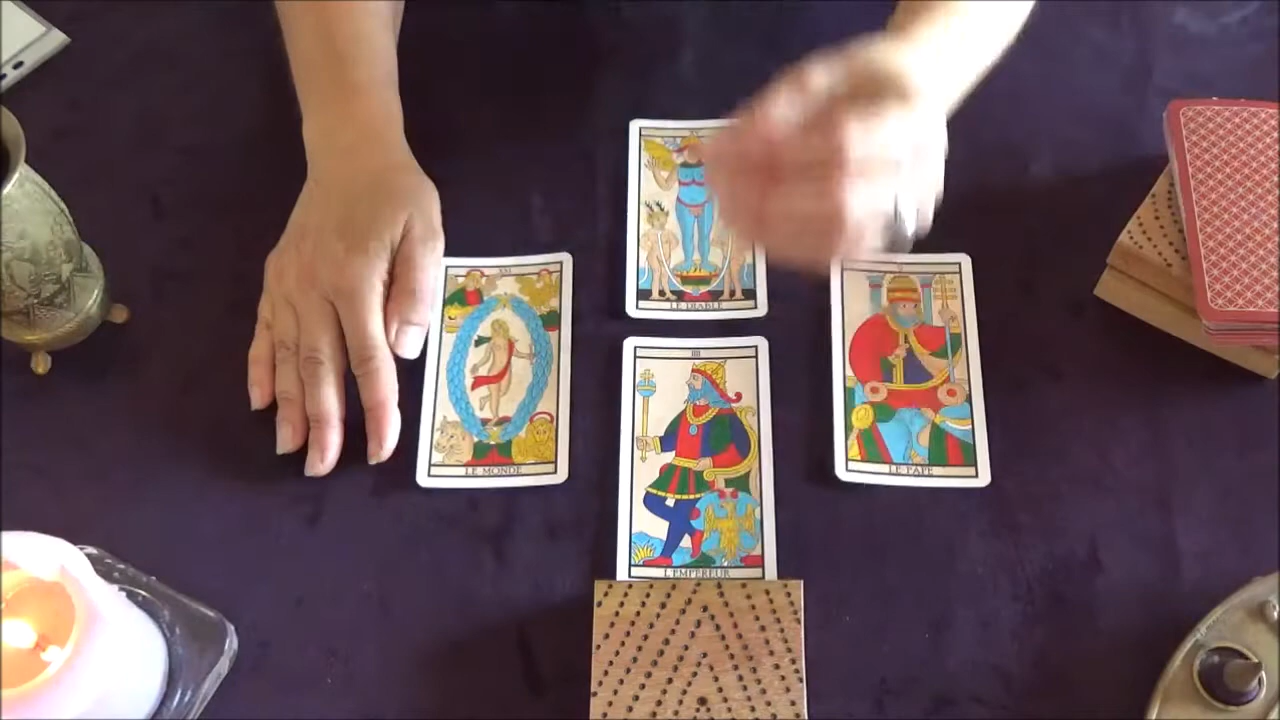 LE DIABLE
XXI
LE MONDE
V
LE PAPE
IIII
L'EMPEREUR